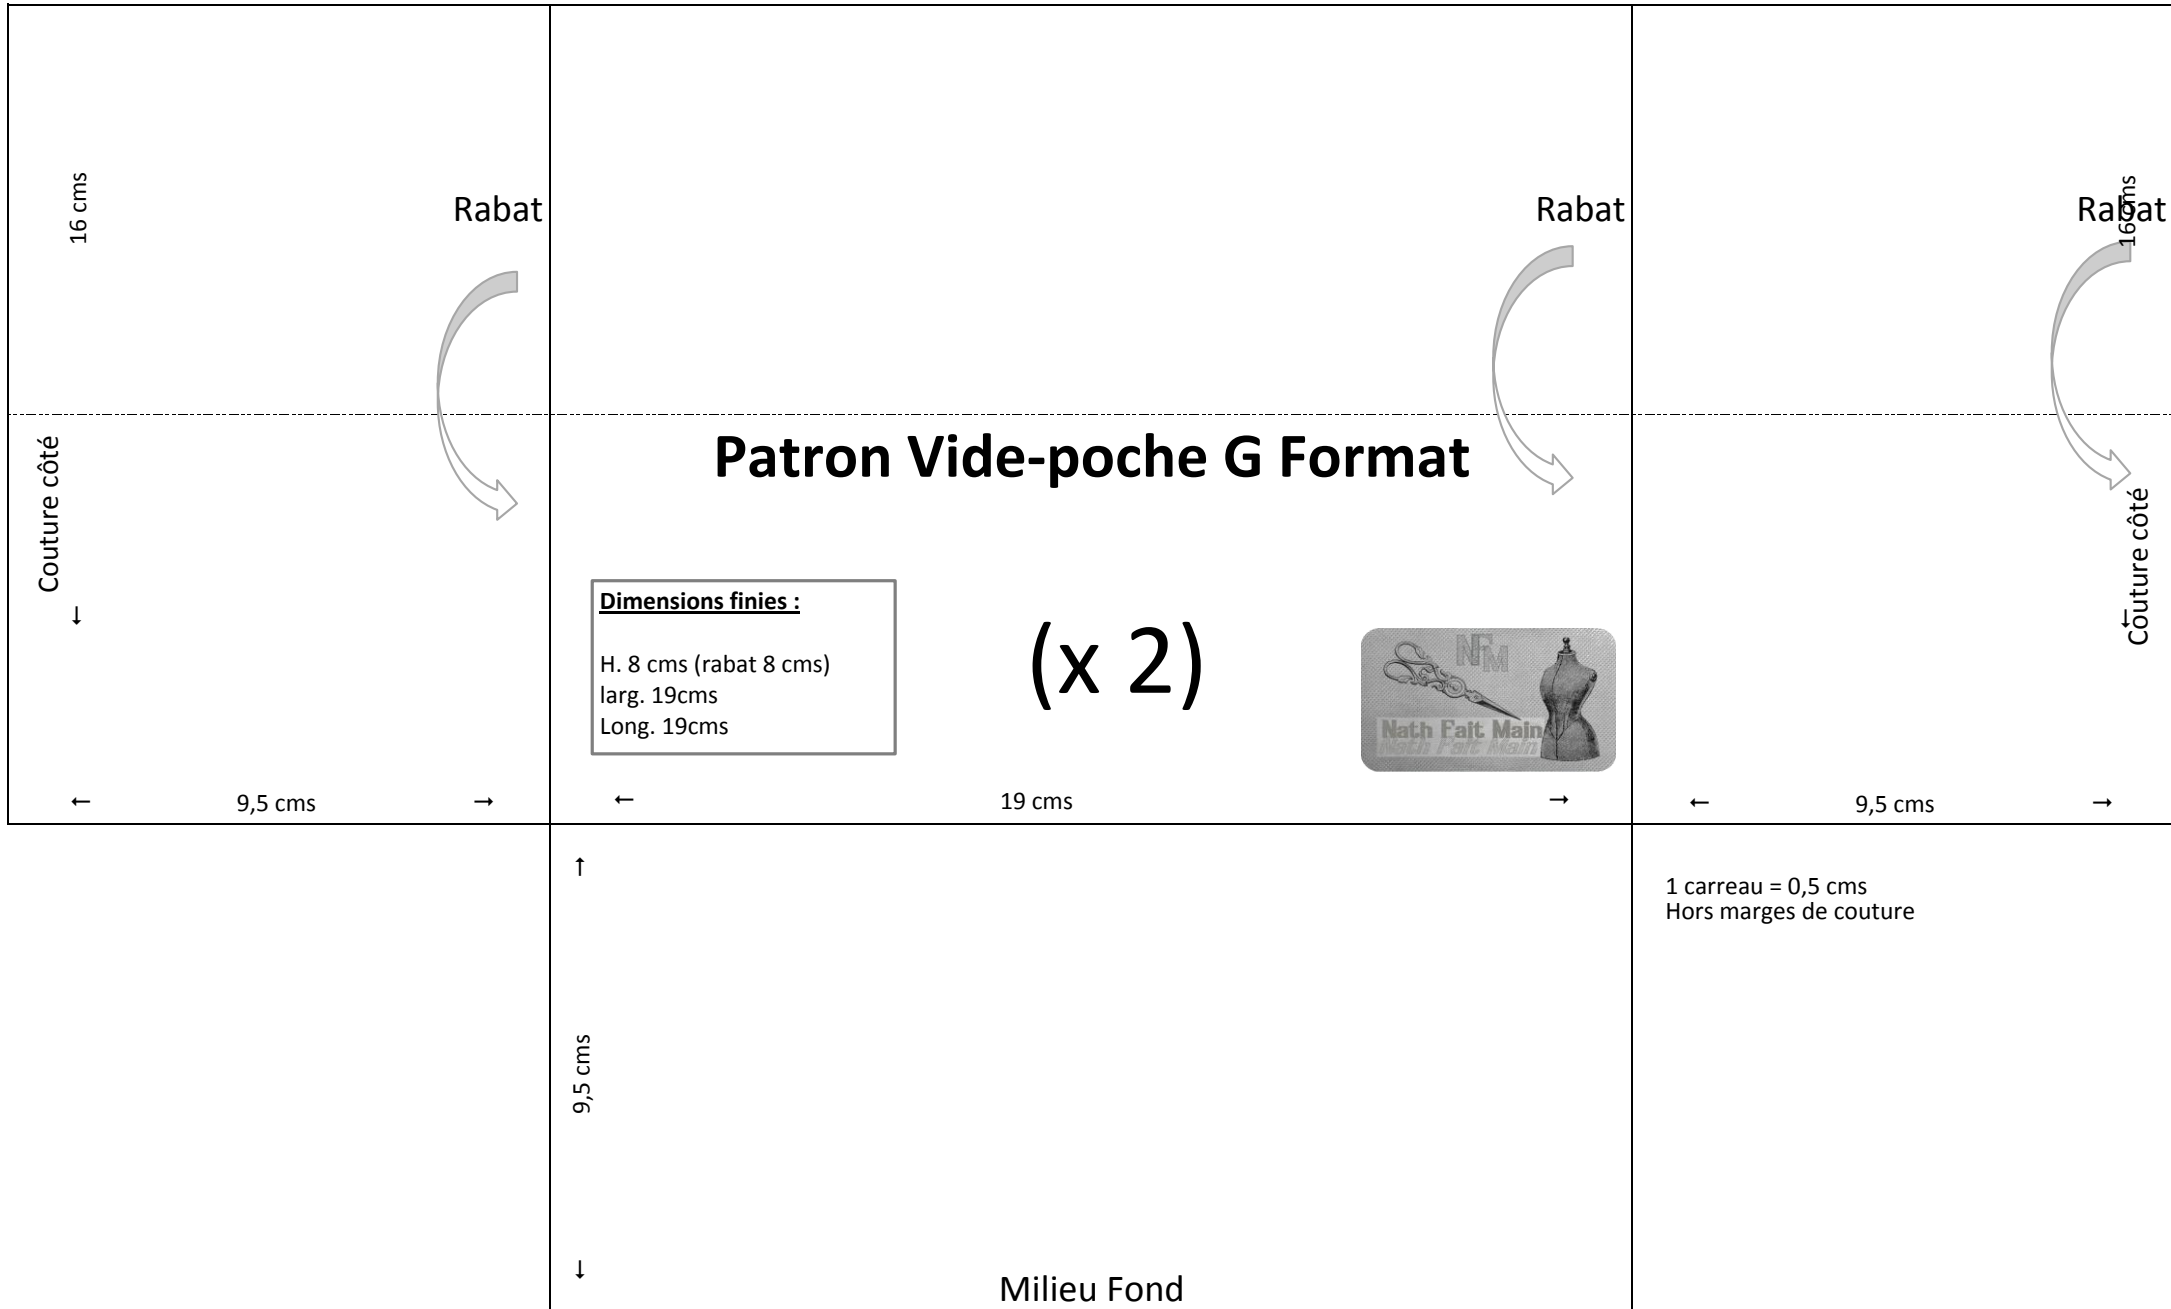 16 cms
Rabat
Rabat
Rabat
16 cms
Couture côté
Patron Vide-poche G Format
Couture côté
↓
↓
Dimensions finies :
H. 8 cms (rabat 8 cms)
larg. 19cms
Long. 19cms
(x 2)
NFM
Nath Fait Main
Nath Fait Main
← 9,5 cms →
← 19 cms →
← 9,5 cms →
↑
1 carreau = 0,5 cms
Hors marges de couture
9,5 cms
↓
Milieu Fond